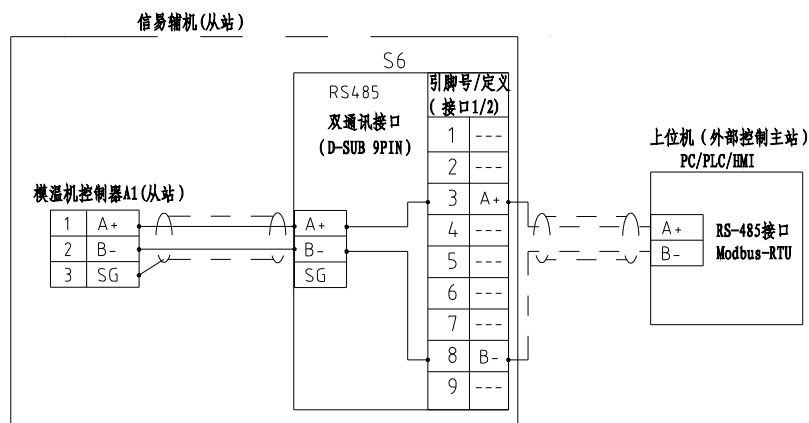 信易辅机(从站)
S6
RS485
双通讯接口
(D-SUB 9PIN)
引脚号/定义
( 接口1/2)
1 ---
2 ---
3 A+
4 ---
5 ---
6 ---
7 ---
8 B-
9 ---
模温机控制器A1(从站)
1 A+
2 B-
3 SG
A+
B-
SG
上位机(外部控制主站)
PC/PLC/HMI
A+
B-
RS-485接口
Modbus-RTU